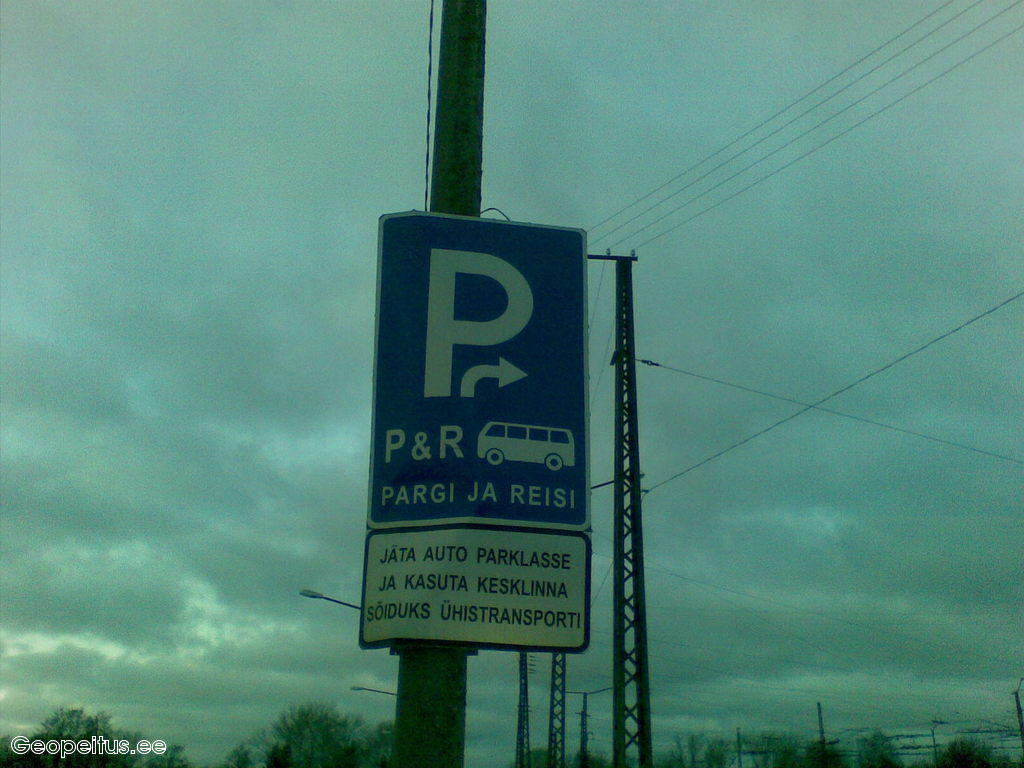 P
P&R
PARGI JA REISI
JÄTA AUTO PARKLASSE
JA KASUTA KESKLINNA
SÕIDUKS ÜHISTRANSPORTI
Geopeitus.ee